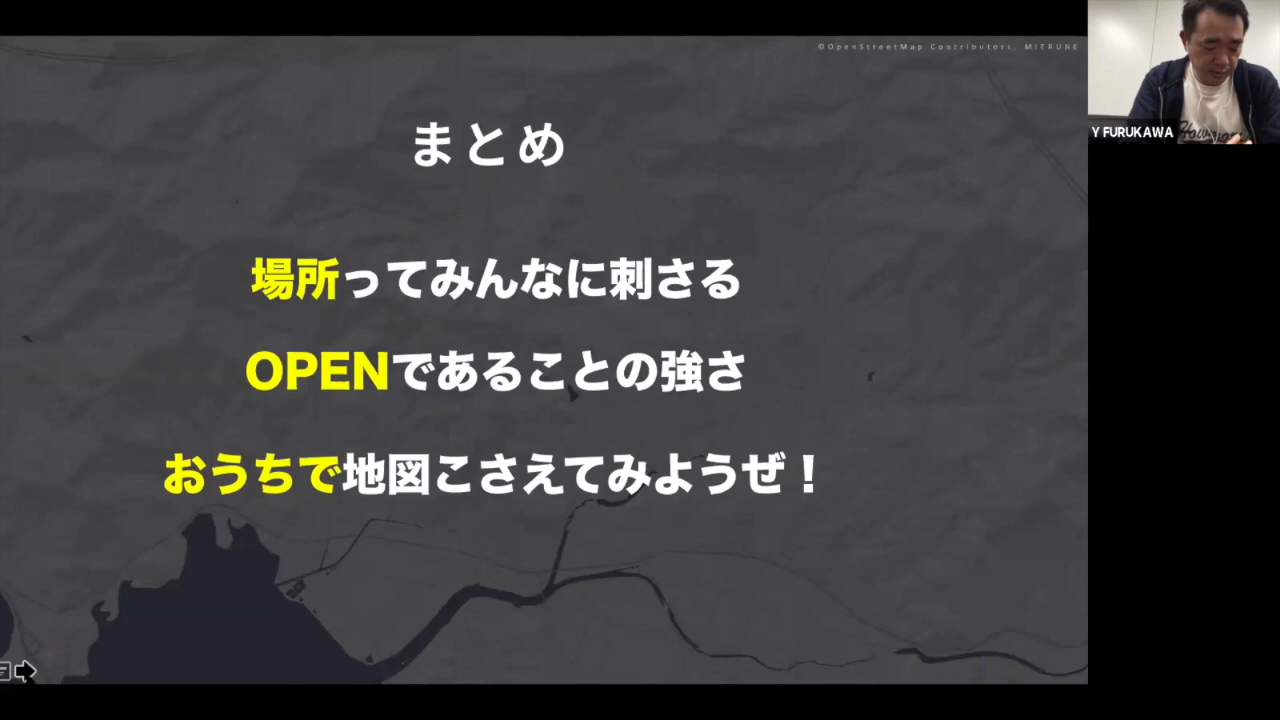 ©OpenStreetMap Contributors, MIERUNE
まとめ
場所ってみんなに刺さる
OPENであることの強さ
おうちで地図こさえてみようぜ！
Y FURUKAWA